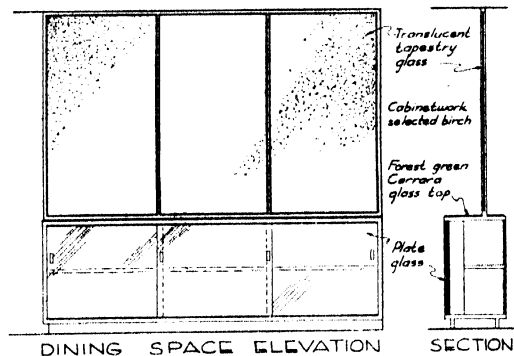 Translucent
tapestry
glass
Cabinetwork
selected birch
Forest green
Carrara
glass top
Plate
glass
DINING SPACE ELEVATION
SECTION